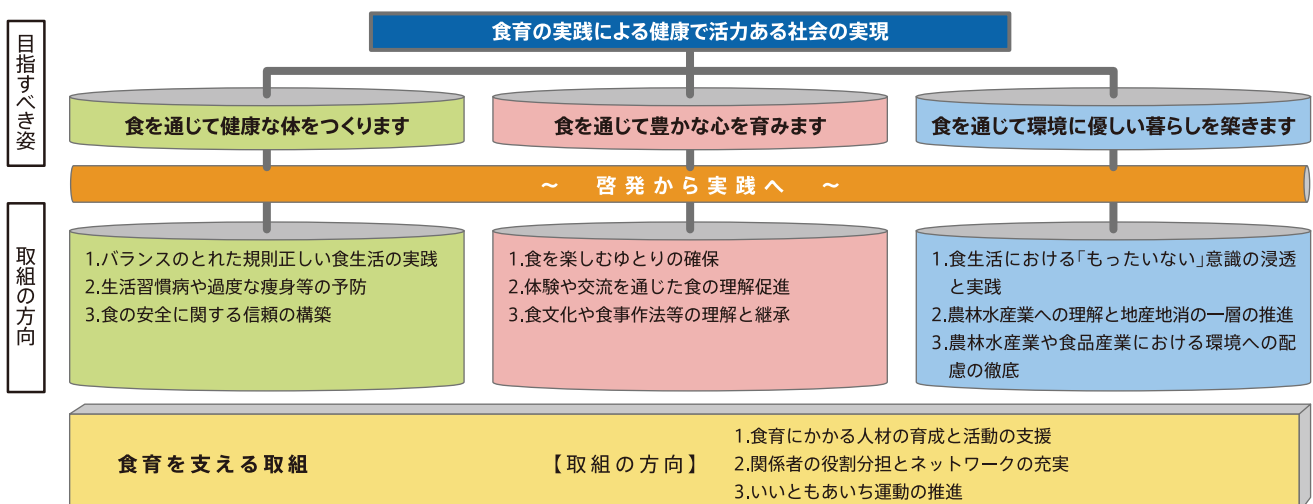 目指すべき姿
食育の実践による健康で活力ある社会の実現
食を通じて健康な体をつくります
食を通じて豊かな心を育みます
食を通じて環境に優しい暮らしを築きます
～　啓発から実践へ　～
取組の方向
1.バランスのとれた規則正しい食生活の実践
2.生活習慣病や過度な痩身等の予防
3.食の安全に関する信頼の構築
1.食を楽しむゆとりの確保
2.体験や交流を通じた食の理解促進
3.食文化や食事作法等の理解と継承
1.食生活における「もったいない」意識の浸透
と実践
2.農林水産業への理解と地産地消の一層の推進
3.農林水産業や食品産業における環境への配
慮の徹底
食育を支える取組
【取組の方向】
1.食育にかかる人材の育成と活動の支援
2.関係者の役割分担とネットワークの充実
3.いいともあいち運動の推進